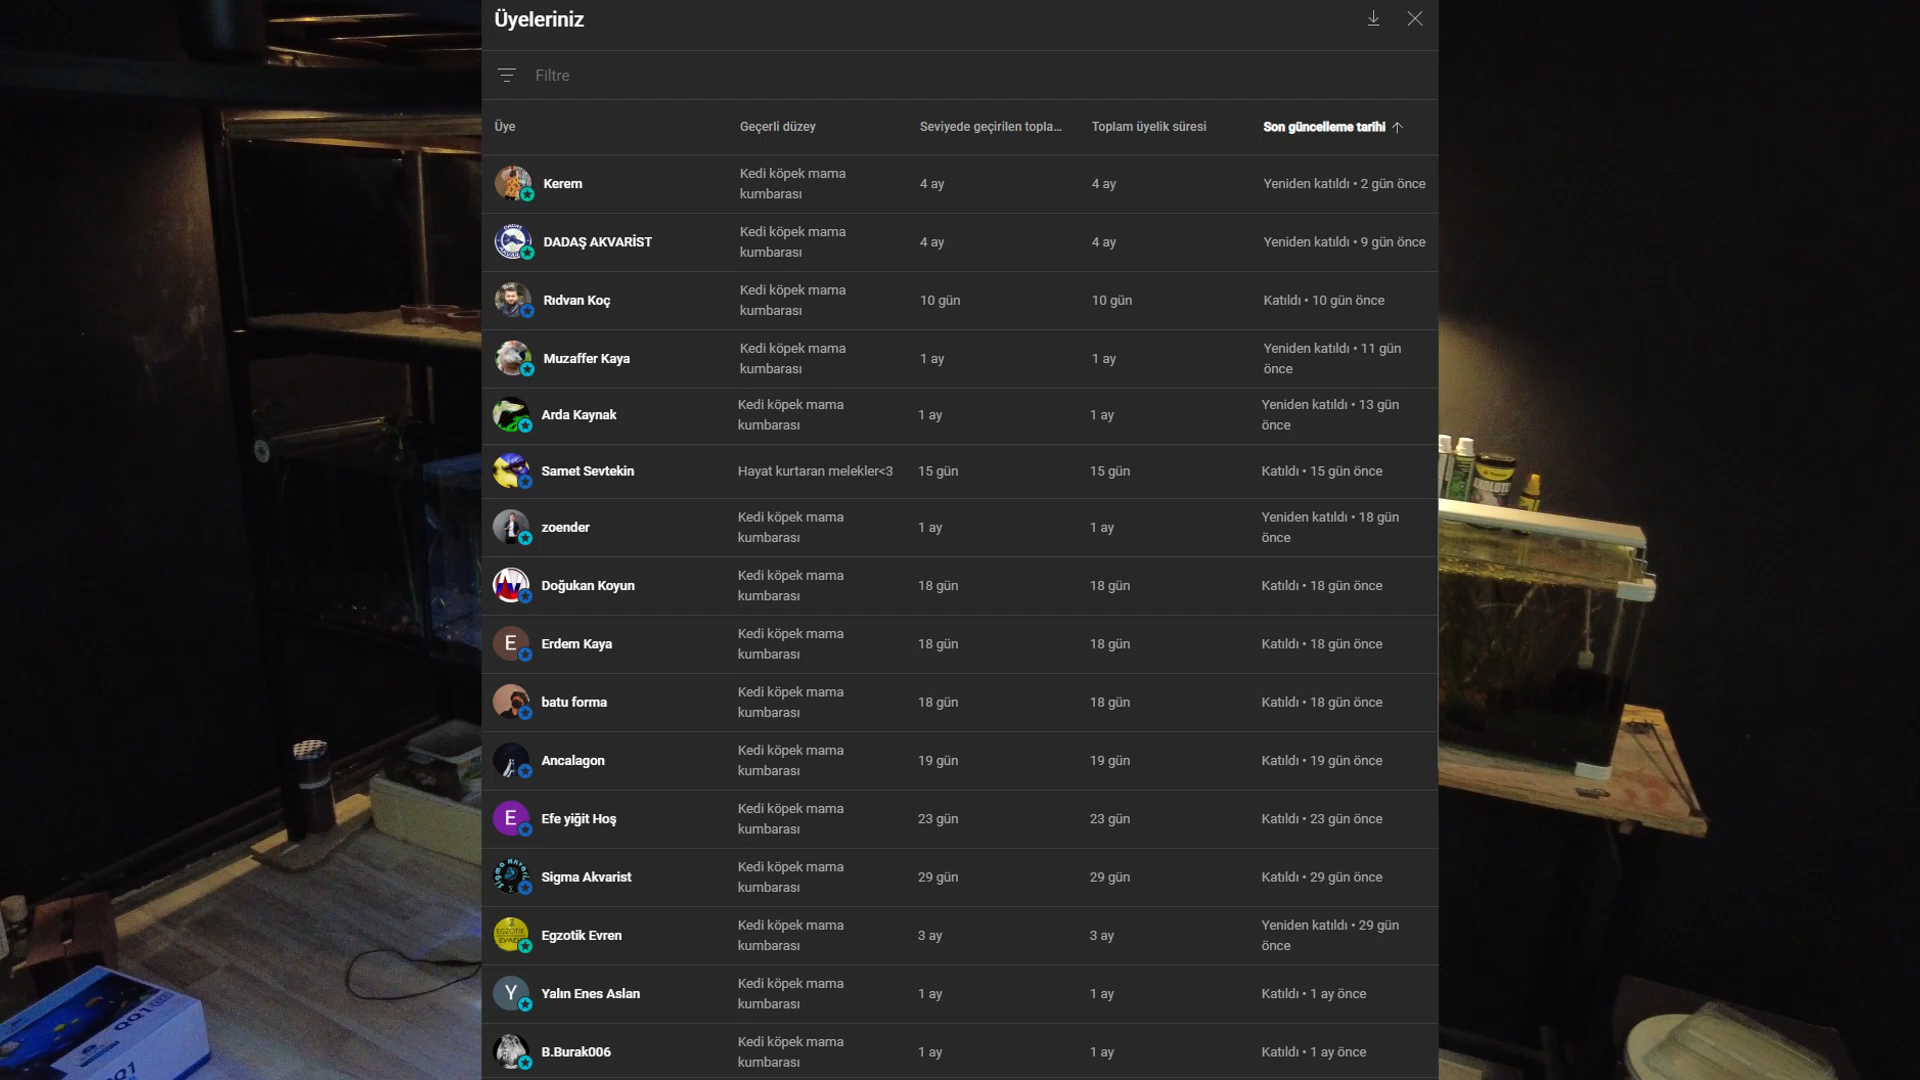 Üyeleriniz
Filtre
Üye Geçerli düzey Seviyede geçirilen topla... Toplam üyelik süresi Son güncelleme tarihi
Kerem Kedi köpek mama kumbarası 4 ay 4 ay Yeniden katıldı • 2 gün önce
DADAŞ AKVARİST Kedi köpek mama kumbarası 4 ay 4 ay Yeniden katıldı • 9 gün önce
Rıdvan Koç Kedi köpek mama kumbarası 10 gün 10 gün Katıldı • 10 gün önce
Muzaffer Kaya Kedi köpek mama kumbarası 1 ay 1 ay Yeniden katıldı • 11 gün önce
Arda Kaynak Kedi köpek mama kumbarası 1 ay 1 ay Yeniden katıldı • 13 gün önce
Samet Sevtekin Hayat kurtaran melekler<3 15 gün 15 gün Katıldı • 15 gün önce
zoender Kedi köpek mama kumbarası 1 ay 1 ay Yeniden katıldı • 18 gün önce
Doğukan Koyun Kedi köpek mama kumbarası 18 gün 18 gün Katıldı • 18 gün önce
E Erdem Kaya Kedi köpek mama kumbarası 18 gün 18 gün Katıldı • 18 gün önce
batu forma Kedi köpek mama kumbarası 18 gün 18 gün Katıldı • 18 gün önce
Ancalagon Kedi köpek mama kumbarası 19 gün 19 gün Katıldı • 19 gün önce
E Efe yiğit Hoş Kedi köpek mama kumbarası 23 gün 23 gün Katıldı • 23 gün önce
Sigma Akvarist Kedi köpek mama kumbarası 29 gün 29 gün Katıldı • 29 gün önce
EGZOTİK EVREN Egzotik Evren Kedi köpek mama kumbarası 3 ay 3 ay Yeniden katıldı • 29 gün önce
Y Yalın Enes Aslan Kedi köpek mama kumbarası 1 ay 1 ay Katıldı • 1 ay önce
B.Burak006 Kedi köpek mama kumbarası 1 ay 1 ay Katıldı • 1 ay önce
QQ1
QQ1